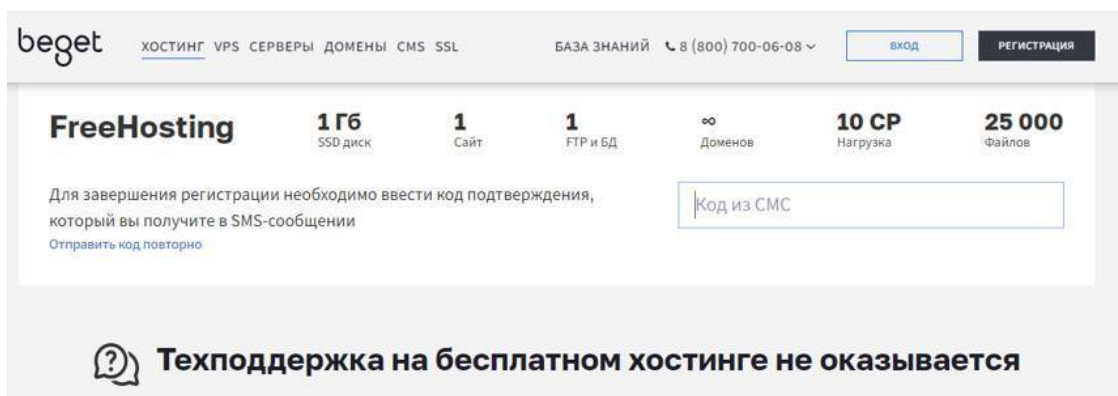 beget ХОСТИНГ VPS СЕРВЕРЫ ДОМЕНЫ CMS SSL БАЗА ЗНАНИЙ 8 (800) 700-06-08 ВХОД РЕГИСТРАЦИЯ
FreeHosting 1 Гб 1 1 ∞ 10 CP 25 000
SSD диск Сайт FTP и БД Доменов Нагрузка Файлов
Для завершения регистрации необходимо ввести код подтверждения,
который вы получите в SMS-сообщении
Код из СМС
Отправить код повторно
Техподдержка на бесплатном хостинге не оказывается